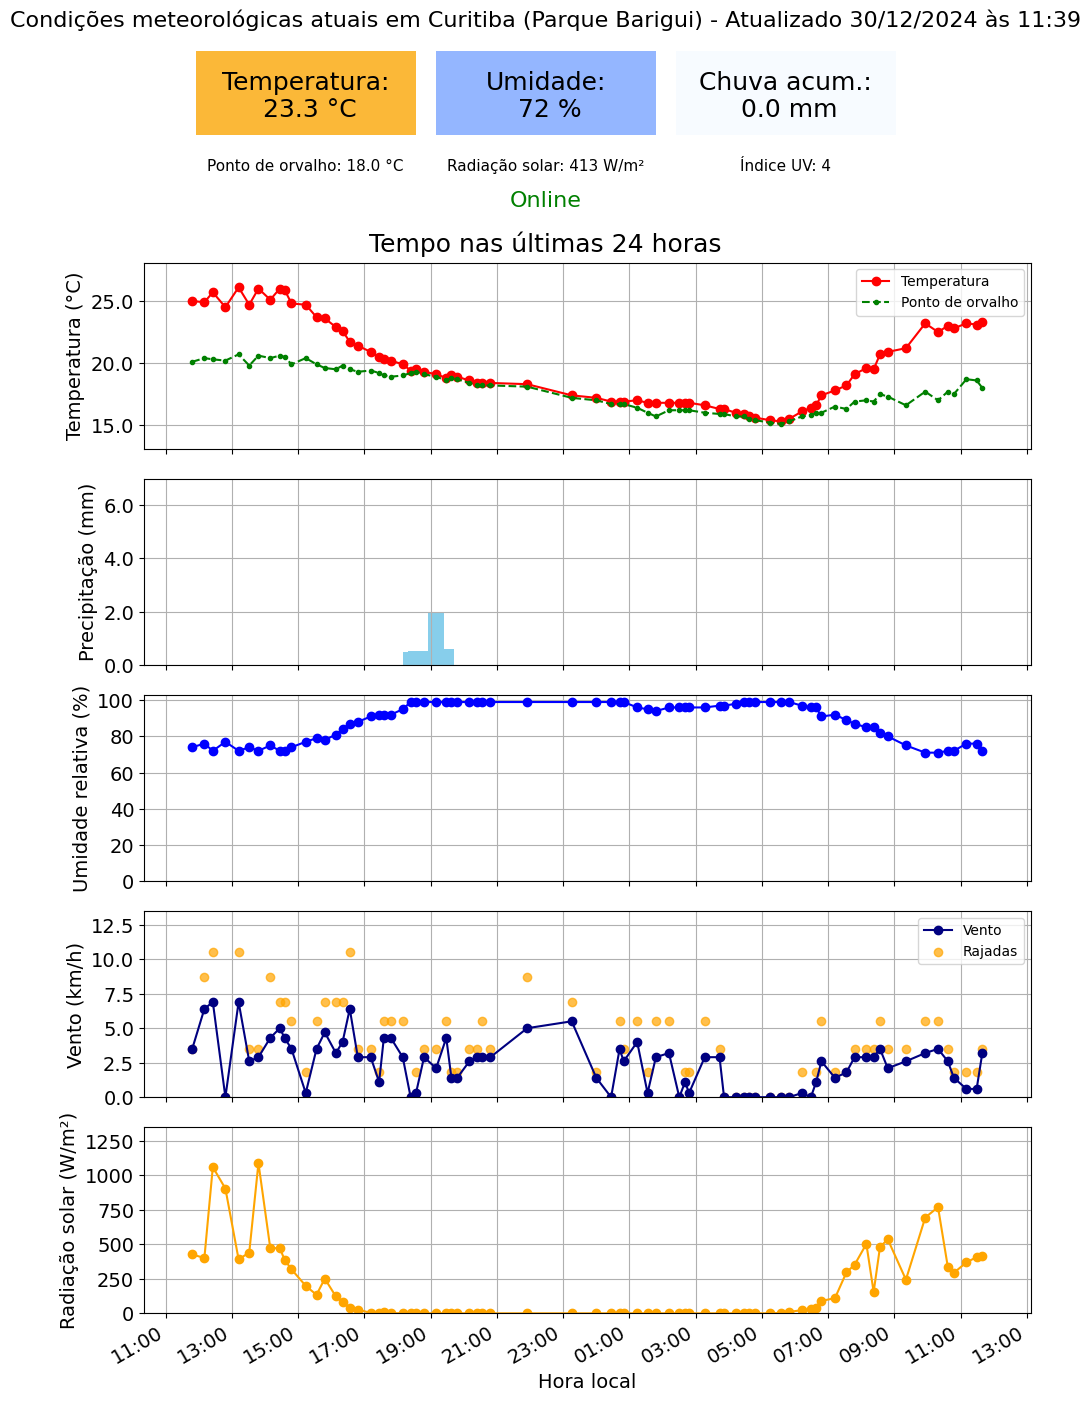 Condições meteorológicas atuais em Curitiba (Parque Barigui) - Atualizado 30/12/2024 às 11:39
Temperatura:
23.3 °C
Umidade:
72 %
Chuva acum.:
0.0 mm
Ponto de orvalho: 18.0 °C
Radiação solar: 413 W/m²
Índice UV: 4
Online
Tempo nas últimas 24 horas
Temperatura (°C)
25.0
20.0
15.0
Temperatura
Ponto de orvalho
Precipitação (mm)
6.0
4.0
2.0
0.0
Umidade relativa (%)
100
80
60
40
20
0
Vento (km/h)
12.5
10.0
7.5
5.0
2.5
0.0
Vento
Rajadas
Radiação solar (W/m²)
1250
1000
750
500
250
0
11:00
13:00
15:00
17:00
19:00
21:00
23:00
01:00
03:00
05:00
07:00
09:00
11:00
13:00
Hora local